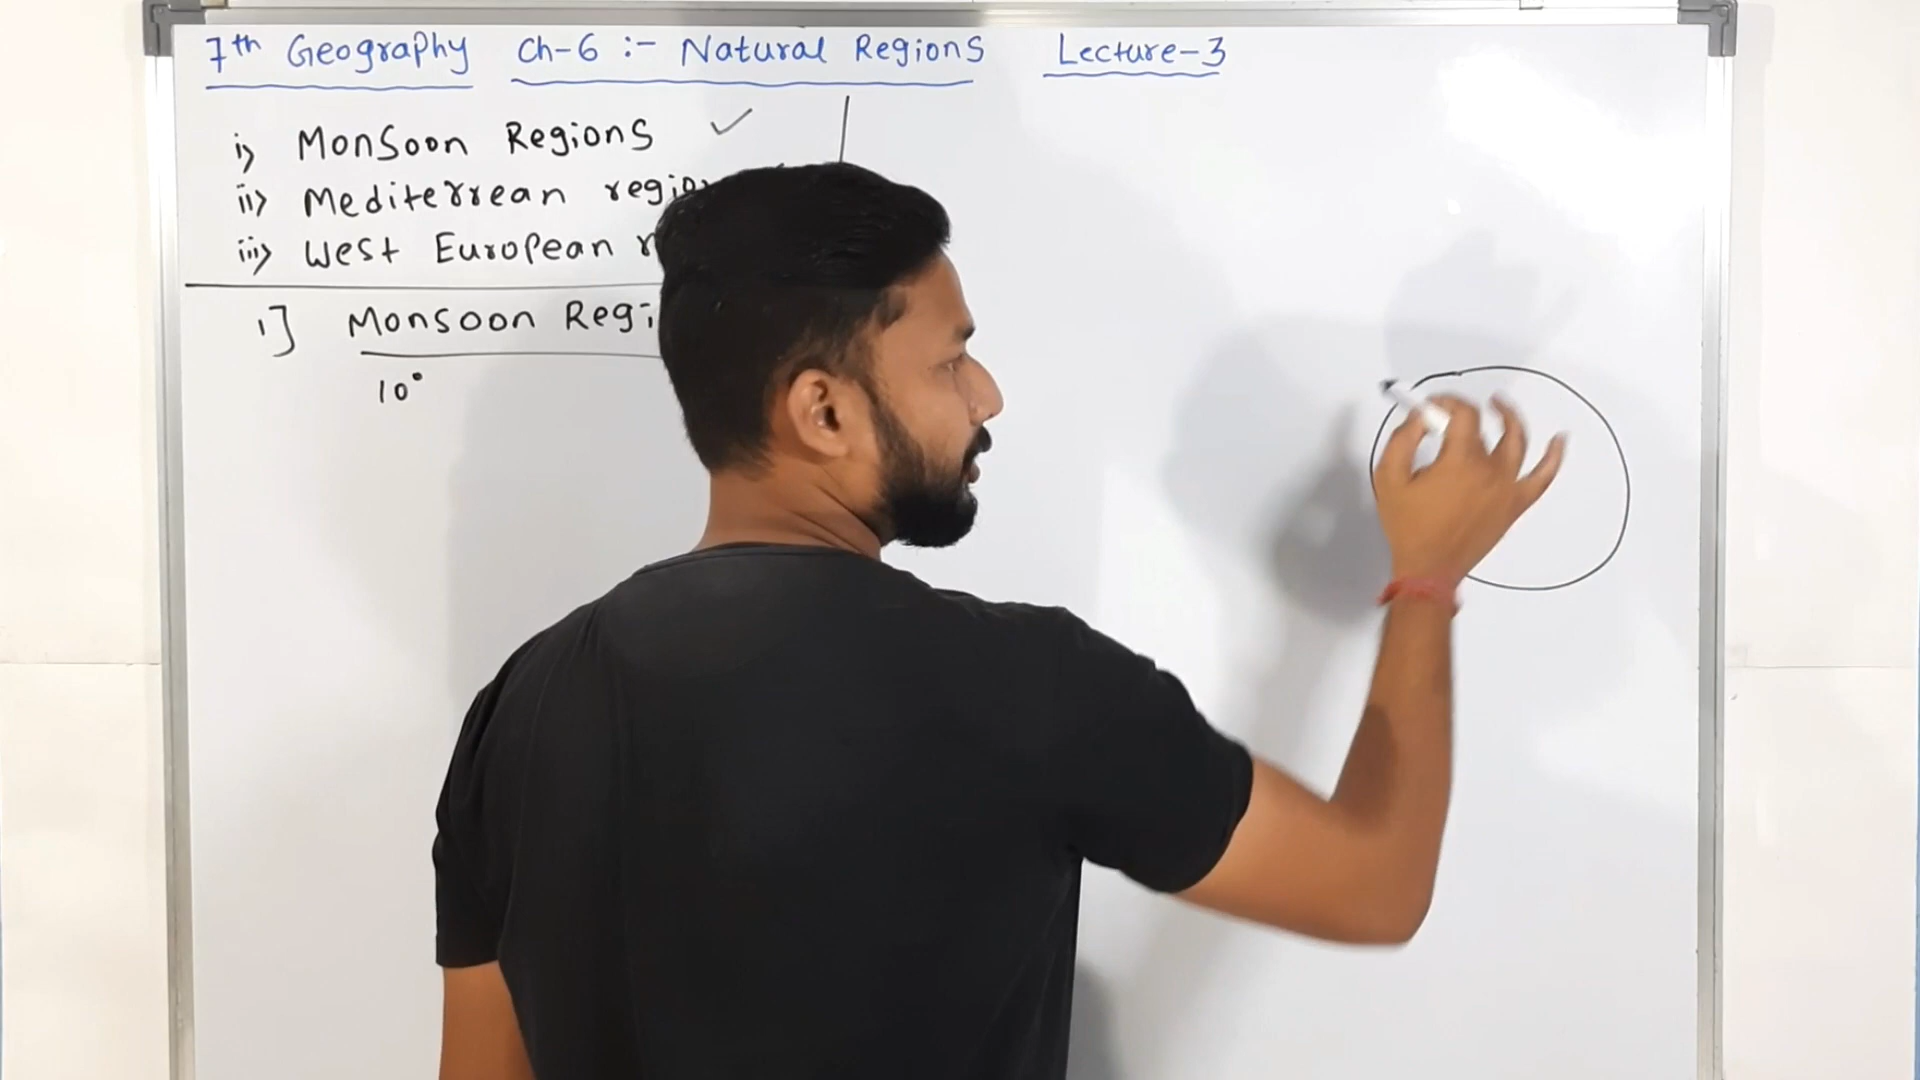 7th Geography Ch-6 :- Natural Regions Lecture-3
i) Monsoon Regions ✓
ii) Mediterrean
iii) West European
1] Monsoon
10°